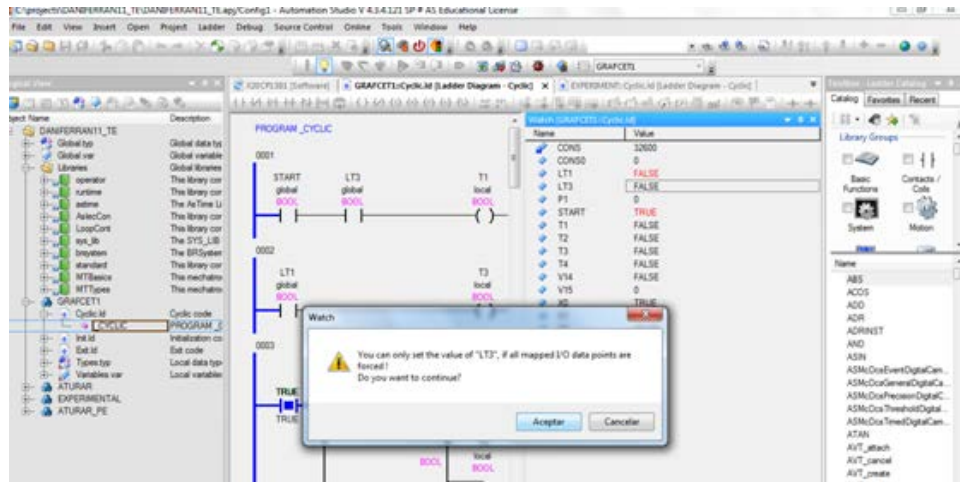 C:\projects\DANIFERRAN11_TE\DANIFERRAN11_TE.apj/Config1 - Automation Studio V 4.3.4.121 SP # AS Educational License
File Edit View Insert Open Project Ladder Debug Source Control Online Tools Window Help
GRAFCET1
X20CP1381 [Software]
GRAFCET1::Cyclic.ld [Ladder Diagram - Cyclic]
EXPERIMENT::Cyclic.ld [Ladder Diagram - Cyclic]
Description
DANIFERRAN11_TE
Global.typ Global data typ
Global.var Global variable
Libraries Global libraries
operator This library cor
runtime This library cor
astime The AsTime Li
AsIecCon This library cor
LoopConf This library cor
sys_lib The SYS_LIB
brsystem The BRSystem
standard This library cor
MTBasics This mechatro
MTTypes This mechatro
GRAFCET1
Cyclic.ld Cyclic code
_CYCLIC PROGRAM_C
Init.ld Initialization co
Exit.ld Exit code
Types.typ Local data typ
Variables.var Local variable
ATURAR
EXPERIMENTAL
ATURAR_PE
PROGRAM _CYCLIC
0001
START LT3 T1
global global local
BOOL BOOL BOOL
0002
LT1 T3
global local
BOOL BOOL
0003
TRUE
TRUE
BOOL
local
BOOL
Watch [GRAFCET1::Cyclic.ld]
Name Value
CONS 32600
CONS0 0
LT1 FALSE
LT3 FALSE
P1 0
START TRUE
T1 FALSE
T2 FALSE
T3 FALSE
T4 FALSE
V14 FALSE
V15 0
X0 TRUE
Watch
You can only set the value of "LT3", if all mapped I/O data points are
forced!
Do you want to continue?
Aceptar Cancelar
Catalog Favorites Recent
Library Groups
Basic Functions
Contacts / Coils
System Motion
Name
ABS
ACOS
ADD
ADR
ADRINST
AND
ASIN
ASMcDcsEventDigitalCam...
ASMcDcsGeneralDigitalCa...
ASMcDcsPrecisionDigitalC...
ASMcDcsThresholdDigital...
ASMcDcsTimedDigitalCam...
ATAN
AVT_attach
AVT_cancel
AVT_create